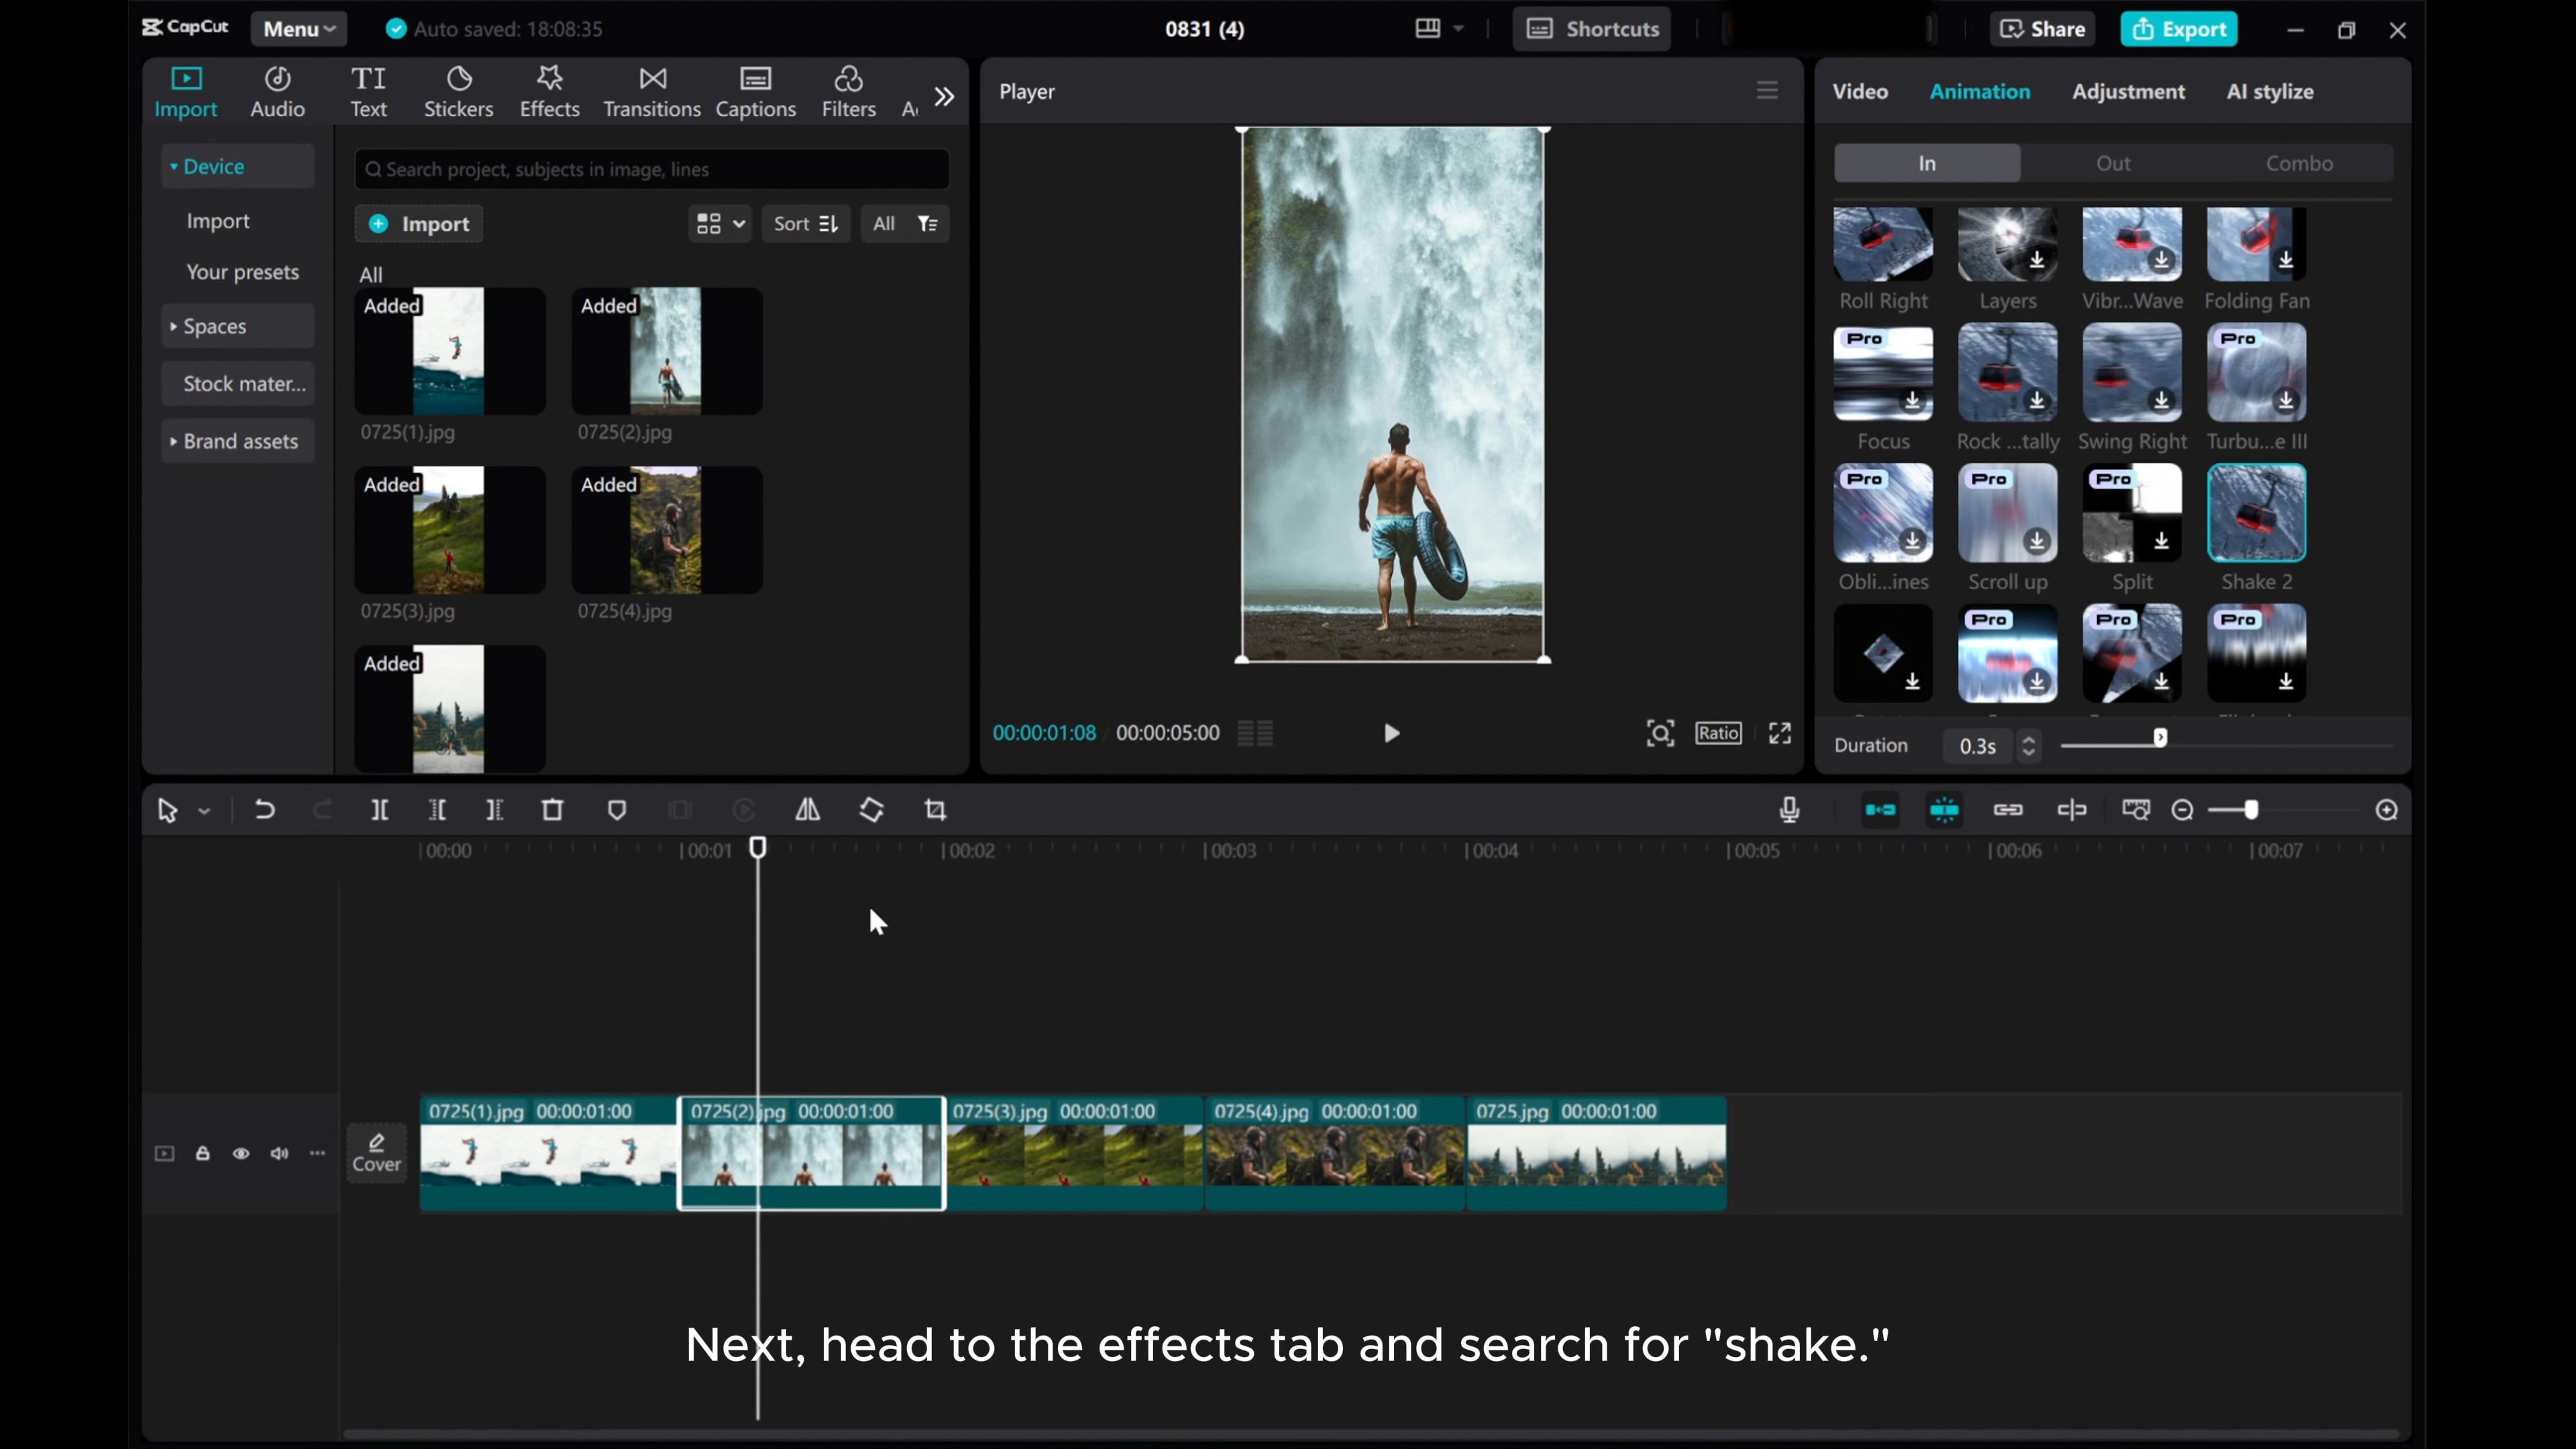 CapCut
Menu
Auto saved: 18:08:35
0831 (4)
Shortcuts
Share
Export
Import
Audio
TI
Text
Stickers
Effects
Transitions
Captions
Filters
Device
Import
Your presets
Spaces
Stock mater...
Brand assets
Search project, subjects in image, lines
Import
Sort
All
All
Added
0725(1).jpg
Added
0725(2).jpg
Added
0725(3).jpg
Added
0725(4).jpg
Added
Player
00:00:01:08 / 00:00:05:00
Ratio
Video
Animation
Adjustment
AI stylize
In
Out
Combo
Roll Right
Layers
Vibr...Wave
Folding Fan
Pro
Focus
Rock ...tally
Swing Right
Pro
Turbu...e III
Pro
Obli...ines
Pro
Scroll up
Pro
Split
Shake 2
Pro
Pro
Pro
Duration
0.3s
00:00
00:01
00:02
00:03
00:04
00:05
00:06
00:07
Cover
0725(1).jpg 00:00:01:00
0725(2).jpg 00:00:01:00
0725(3).jpg 00:00:01:00
0725(4).jpg 00:00:01:00
0725.jpg 00:00:01:00
Next, head to the effects tab and search for "shake."